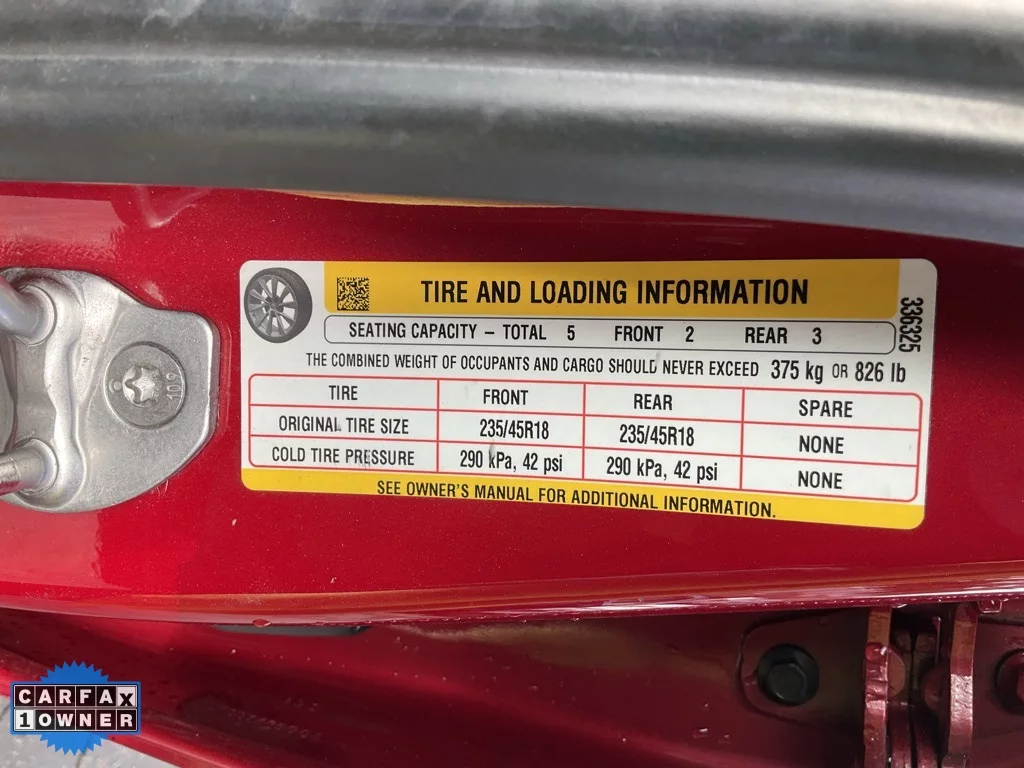 TIRE AND LOADING INFORMATION
SEATING CAPACITY – TOTAL 5 FRONT 2 REAR 3
336325
THE COMBINED WEIGHT OF OCCUPANTS AND CARGO SHOULD NEVER EXCEED 375 kg OR 826 lb
TIRE FRONT REAR SPARE
ORIGINAL TIRE SIZE 235/45R18 235/45R18 NONE
COLD TIRE PRESSURE 290 kPa, 42 psi 290 kPa, 42 psi NONE
SEE OWNER'S MANUAL FOR ADDITIONAL INFORMATION.
CARFAX
1 OWNER